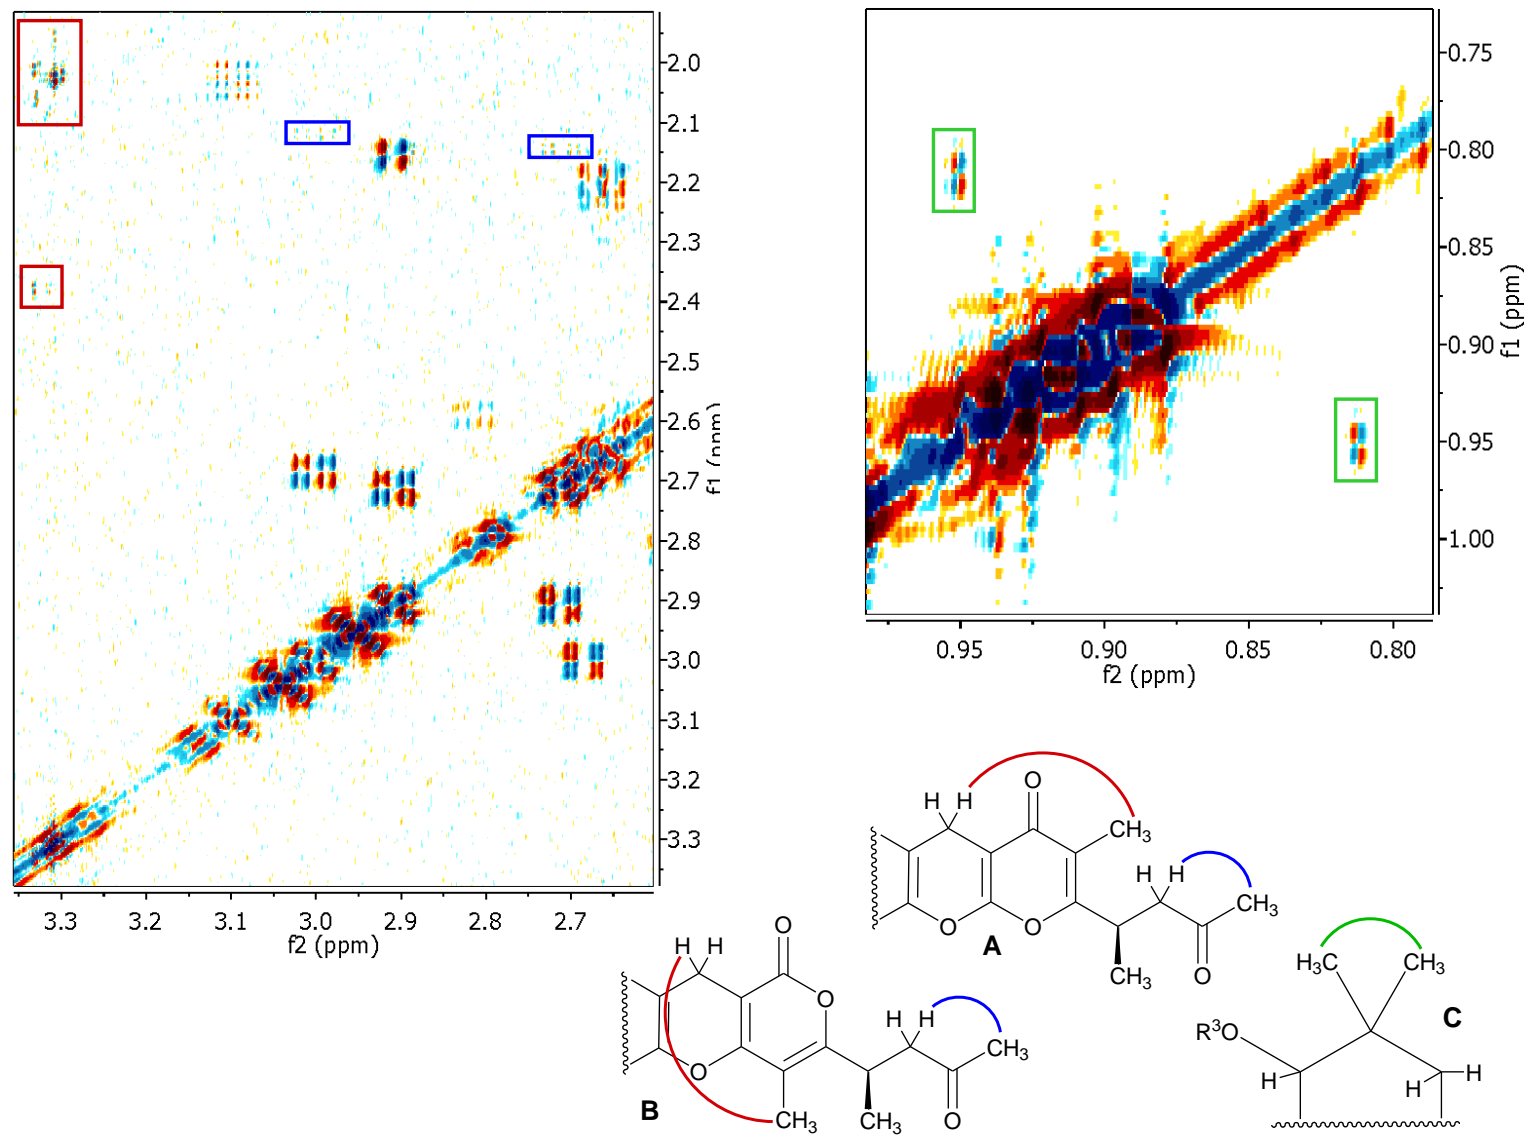 2.0
2.1
2.2
2.3
2.4
2.5
2.6
2.7
2.8
2.9
3.0
3.1
3.2
3.3
f1 (ppm)
3.3 3.2 3.1 3.0 2.9 2.8 2.7
f2 (ppm)
0.75
0.80
0.85
0.90
0.95
1.00
f1 (ppm)
0.95 0.90 0.85 0.80
f2 (ppm)
O
H H
CH3
H H
CH3
O O
A
CH3 O
O
H H
O
H H
CH3
O
B
CH3 CH3 O
H3C CH3
C
R3O
H H
H